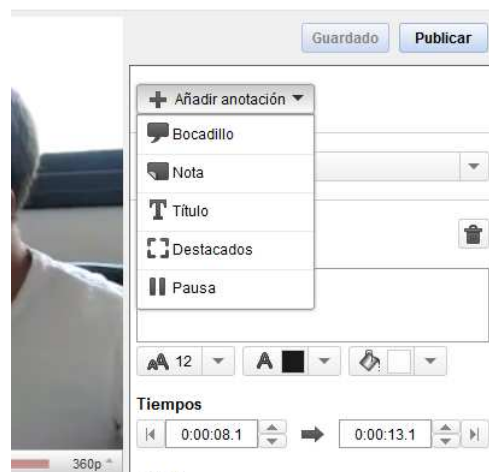 Guardado Publicar
Añadir anotación
Bocadillo
Nota
Título
Destacados
Pausa
AA 12 A
Tiempos
0:00:08.1 0:00:13.1
360p